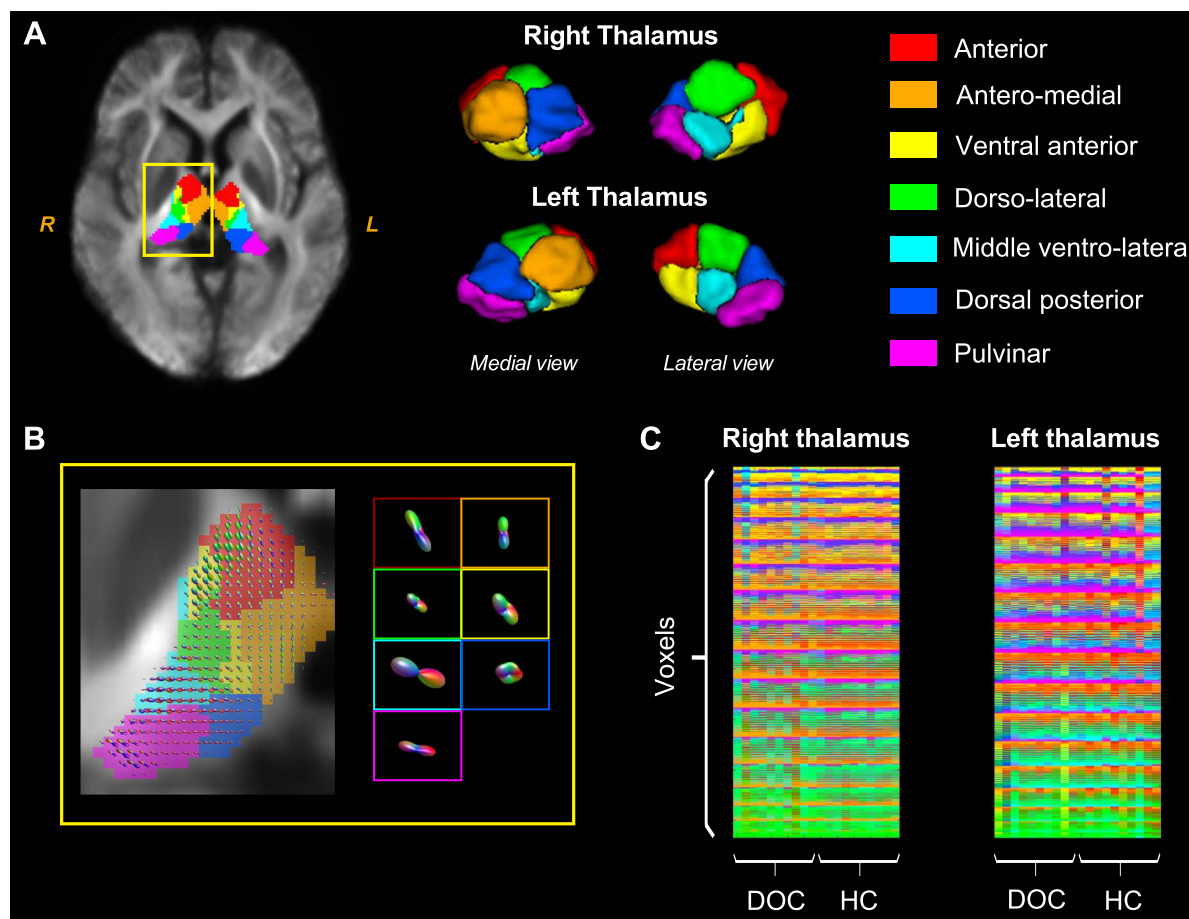 A
Right Thalamus
Left Thalamus
Medial view
Lateral view
R
L
Anterior
Antero-medial
Ventral anterior
Dorso-lateral
Middle ventro-latera
Dorsal posterior
Pulvinar
B
C
Right thalamus
Left thalamus
Voxels
DOC
HC
DOC
HC